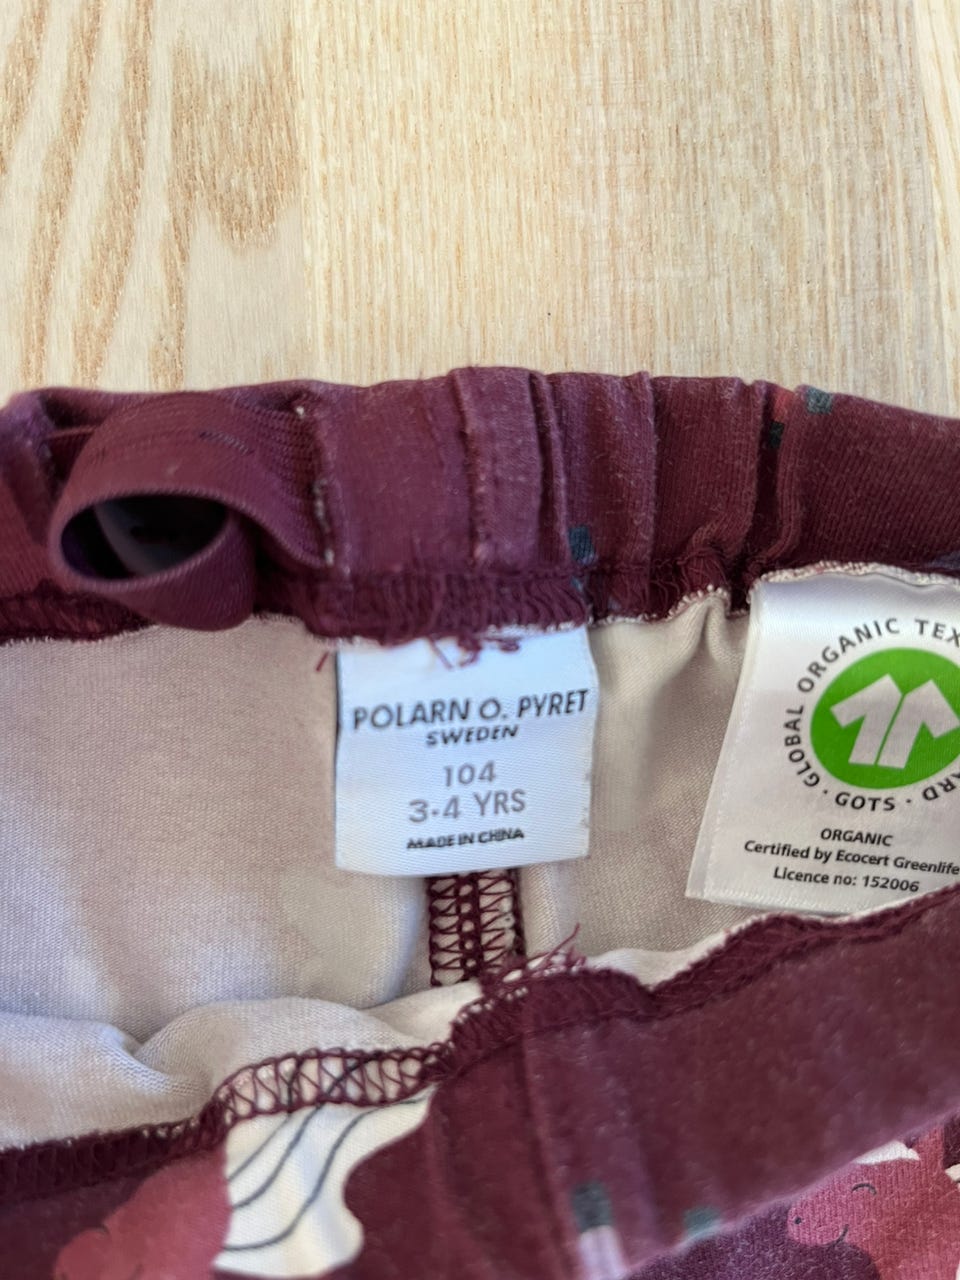 POLARN O. PYRET
SWEDEN
104
3-4 YRS
MADE IN CHINA
GLOBAL ORGANIC TEX
RD · GOTS ·
ORGANIC
Certified by Ecocert Greenlife
Licence no: 152006